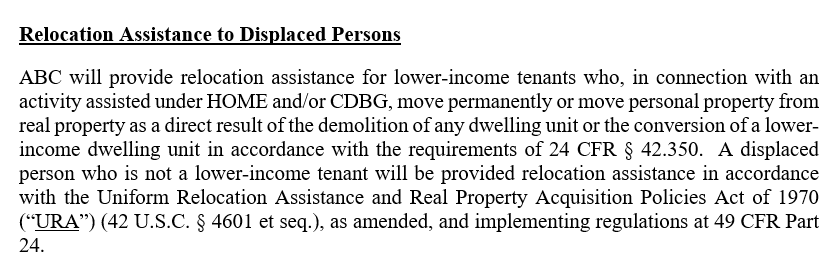 Relocation Assistance to Displaced Persons
ABC will provide relocation assistance for lower-income tenants who, in connection with an
activity assisted under HOME and/or CDBG, move permanently or move personal property from
real property as a direct result of the demolition of any dwelling unit or the conversion of a lower-
income dwelling unit in accordance with the requirements of 24 CFR § 42.350.  A displaced
person who is not a lower-income tenant will be provided relocation assistance in accordance
with the Uniform Relocation Assistance and Real Property Acquisition Policies Act of 1970
(“URA”) (42 U.S.C. § 4601 et seq.), as amended, and implementing regulations at 49 CFR Part
24.